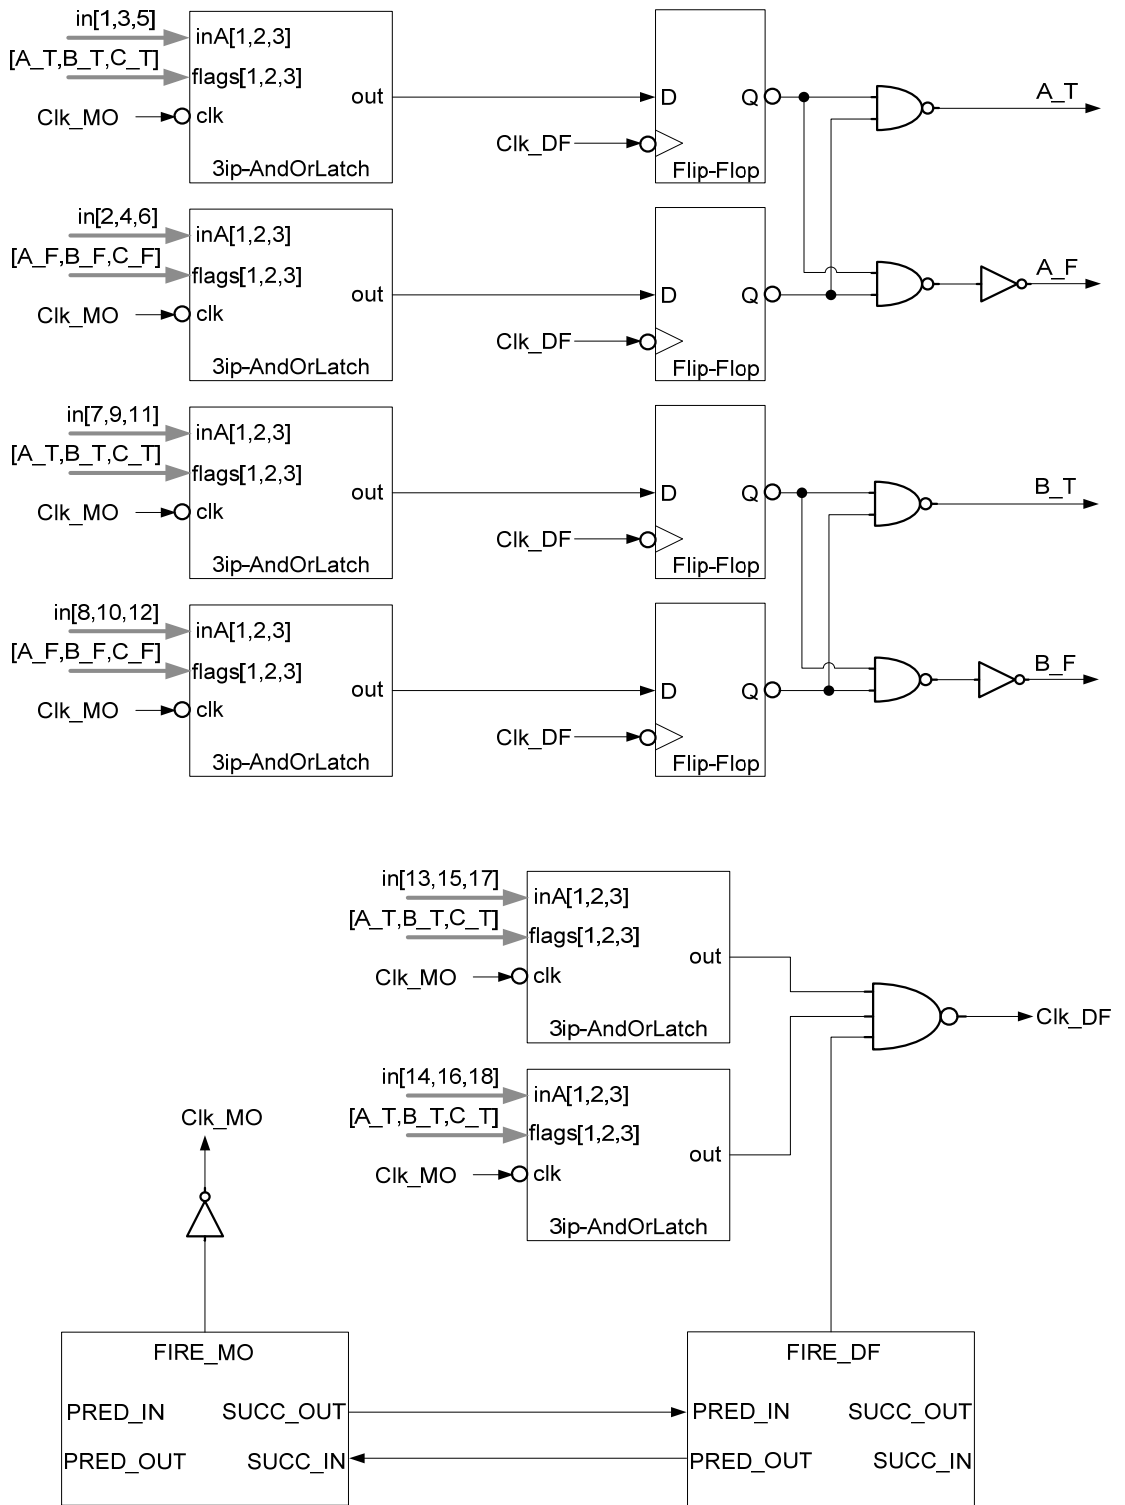 in[1,3,5]
inA[1,2,3]
[A_T,B_T,C_T]
flags[1,2,3]
out
D
Q
A_T
Clk_MO
clk
Clk_DF
3ip-AndOrLatch
Flip-Flop
in[2,4,6]
inA[1,2,3]
[A_F,B_F,C_F]
flags[1,2,3]
out
D
Q
A_F
Clk_MO
clk
Clk_DF
3ip-AndOrLatch
Flip-Flop
in[7,9,11]
inA[1,2,3]
[A_T,B_T,C_T]
flags[1,2,3]
out
D
Q
B_T
Clk_MO
clk
Clk_DF
3ip-AndOrLatch
Flip-Flop
in[8,10,12]
inA[1,2,3]
[A_F,B_F,C_F]
flags[1,2,3]
out
D
Q
B_F
Clk_MO
clk
Clk_DF
3ip-AndOrLatch
Flip-Flop
in[13,15,17]
inA[1,2,3]
[A_T,B_T,C_T]
flags[1,2,3]
out
Clk_MO
clk
3ip-AndOrLatch
Clk_DF
in[14,16,18]
inA[1,2,3]
[A_T,B_T,C_T]
flags[1,2,3]
out
Clk_MO
clk
3ip-AndOrLatch
Clk_MO
FIRE_MO
PRED_IN
SUCC_OUT
PRED_OUT
SUCC_IN
FIRE_DF
PRED_IN
SUCC_OUT
PRED_OUT
SUCC_IN